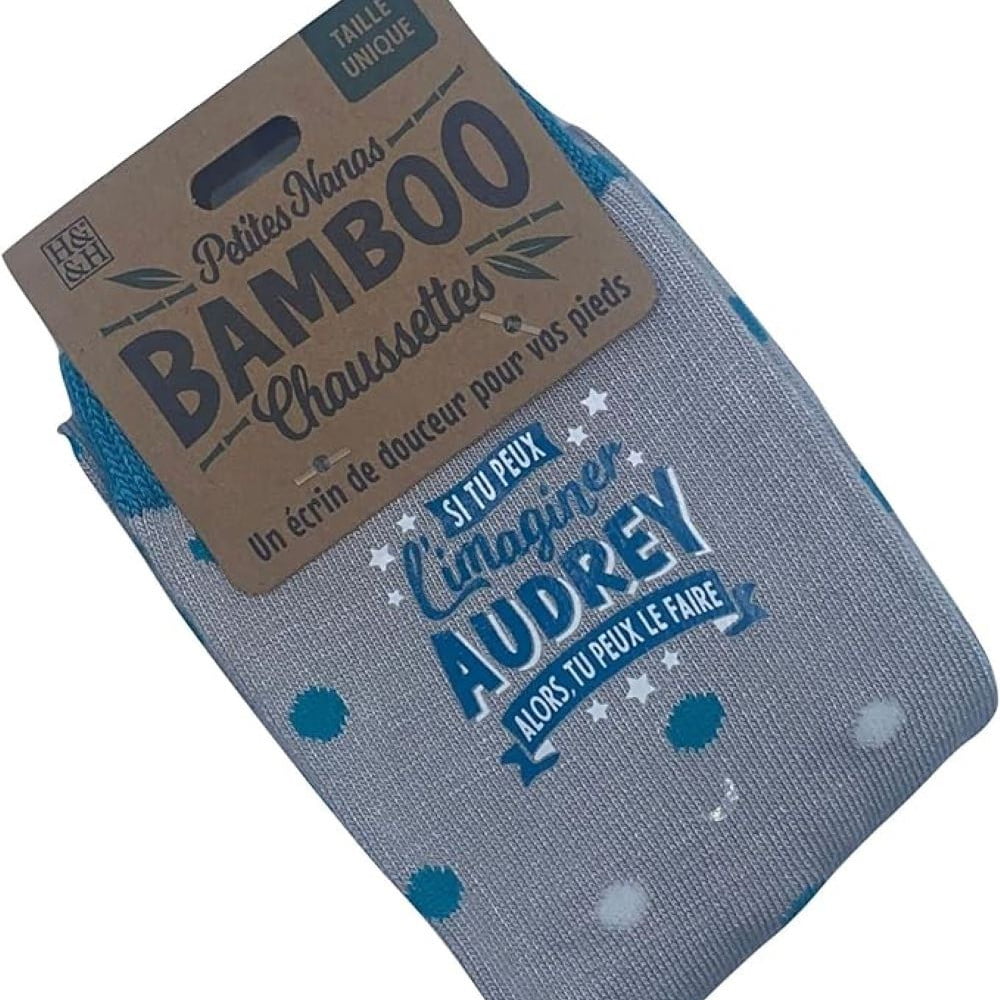 TAILLE
UNIQUE
H&
&H
Petites Nanas
BAMBOO
Chaussettes
Un écrin de douceur pour vos pieds
SI TU PEUX
l'imaginer
AUDREY
ALORS, TU PEUX LE FAIRE